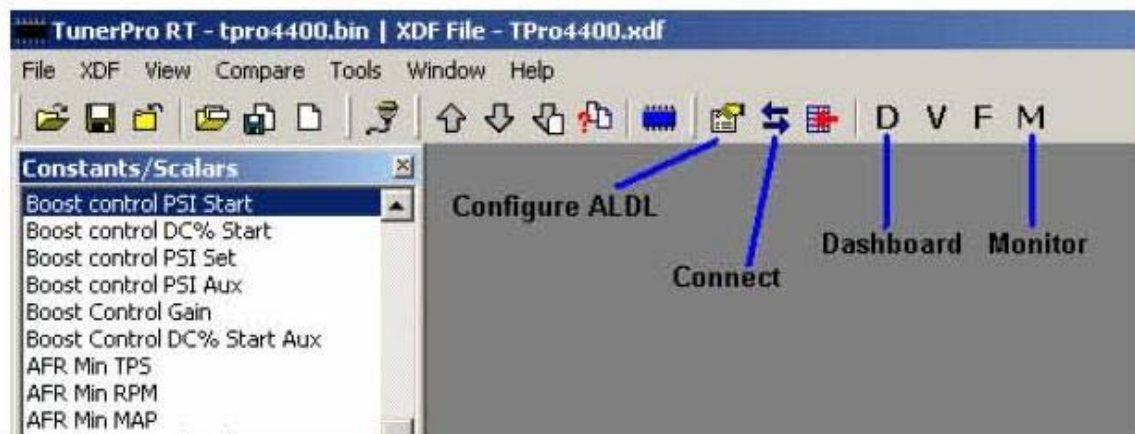 TunerPro RT - tpro4400.bin | XDF File - TPro4400.xdf
File XDF View Compare Tools Window Help
D V F M
Constants/Scalars
Boost control PSI Start
Boost control DC% Start
Boost control PSI Set
Boost control PSI Aux
Boost Control Gain
Boost Control DC% Start Aux
AFR Min TPS
AFR Min RPM
AFR Min MAP
Configure ALDL
Connect
Dashboard
Monitor